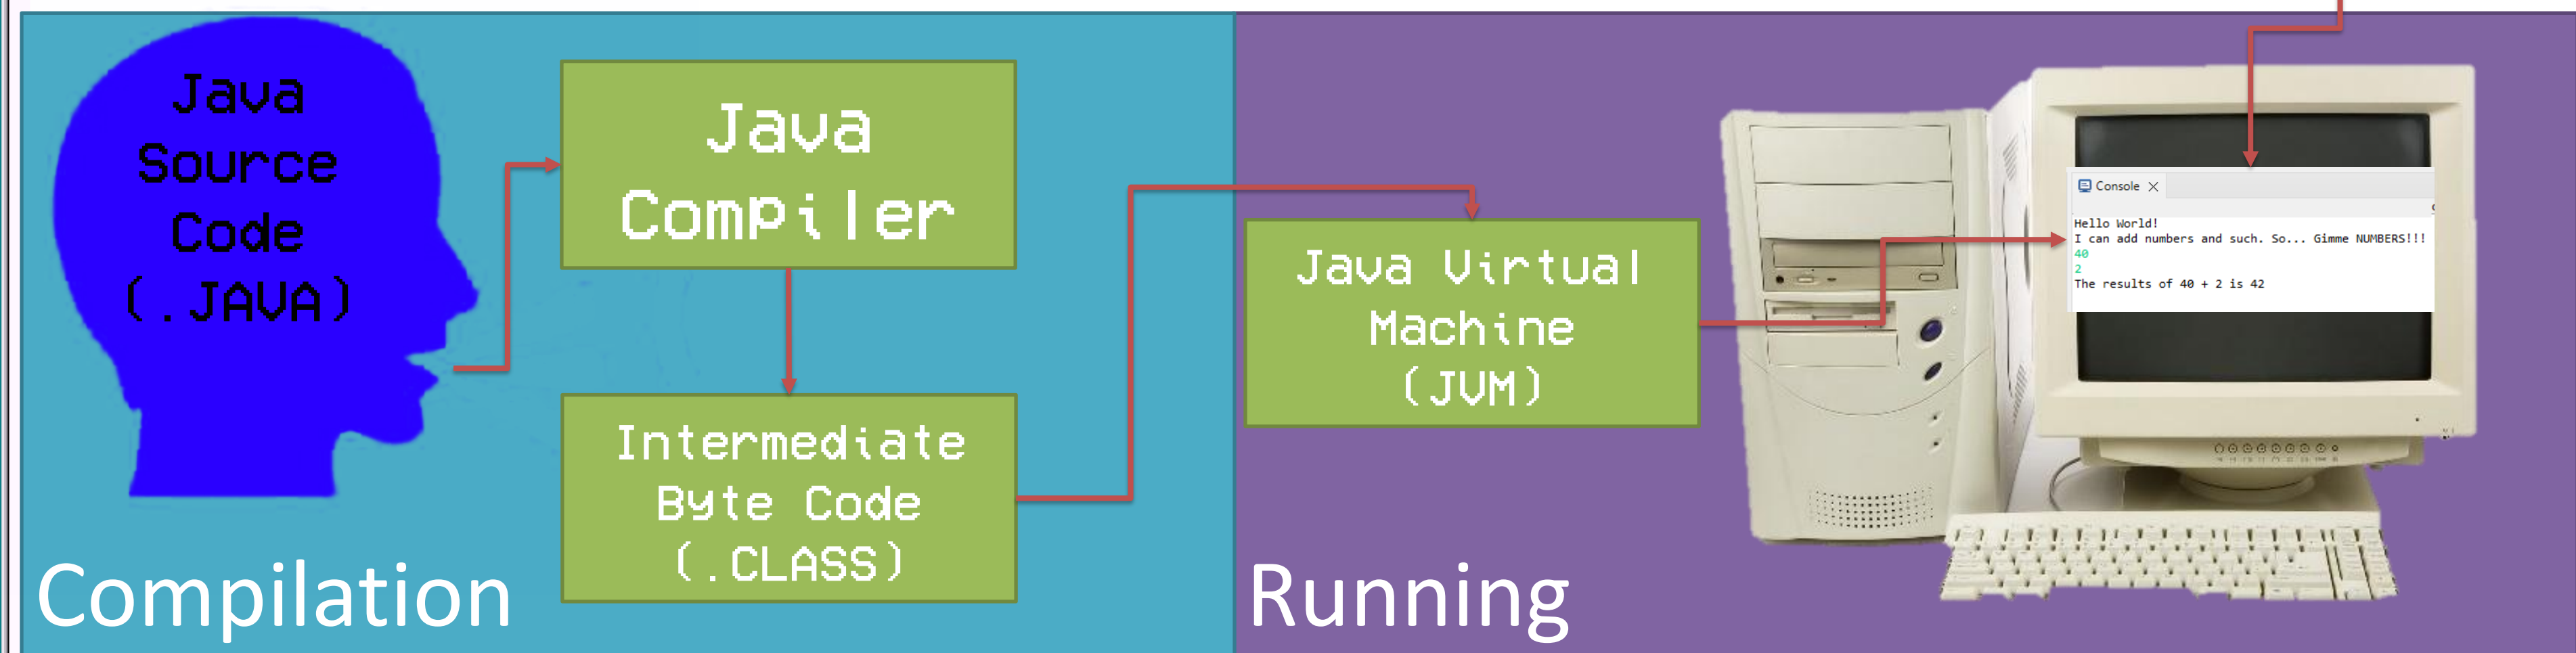 Java
Source
Code
(.JAVA)
Java
Compiler
Intermediate
Byte Code
(.CLASS)
Compilation
Java Virtual
Machine
(JVM)
Running
Console
Hello World!
I can add numbers and such. So... Gimme NUMBERS!!!
40
2
The results of 40 + 2 is 42